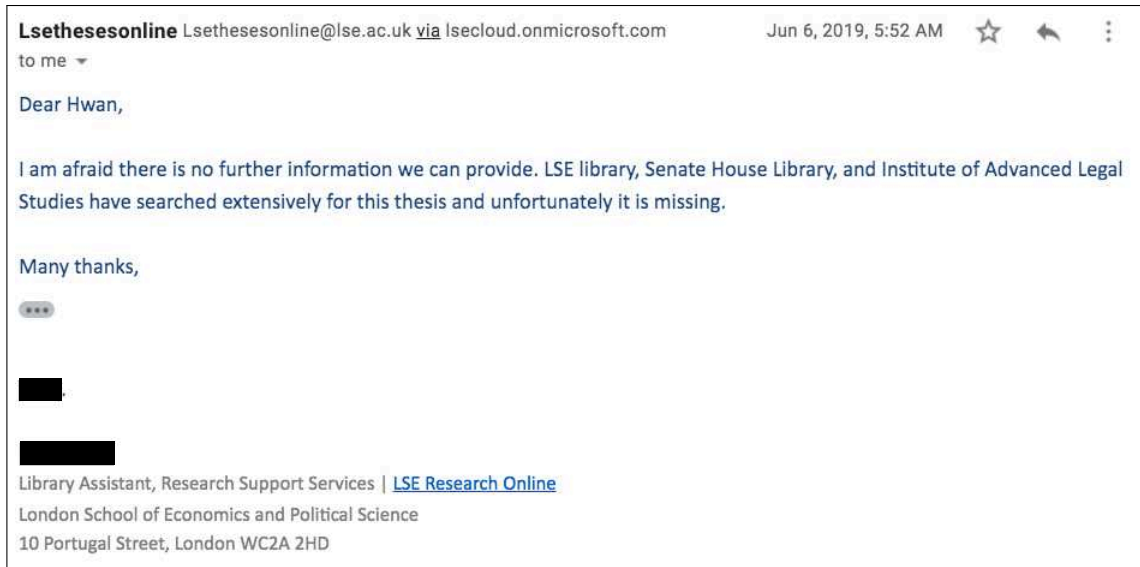 Lsethesesonline Lsethesesonline@lse.ac.uk via lsecloud.onmicrosoft.com Jun 6, 2019, 5:52 AM
to me
Dear Hwan,
I am afraid there is no further information we can provide. LSE library, Senate House Library, and Institute of Advanced Legal
Studies have searched extensively for this thesis and unfortunately it is missing.
Many thanks,
.
Library Assistant, Research Support Services | LSE Research Online
London School of Economics and Political Science
10 Portugal Street, London WC2A 2HD